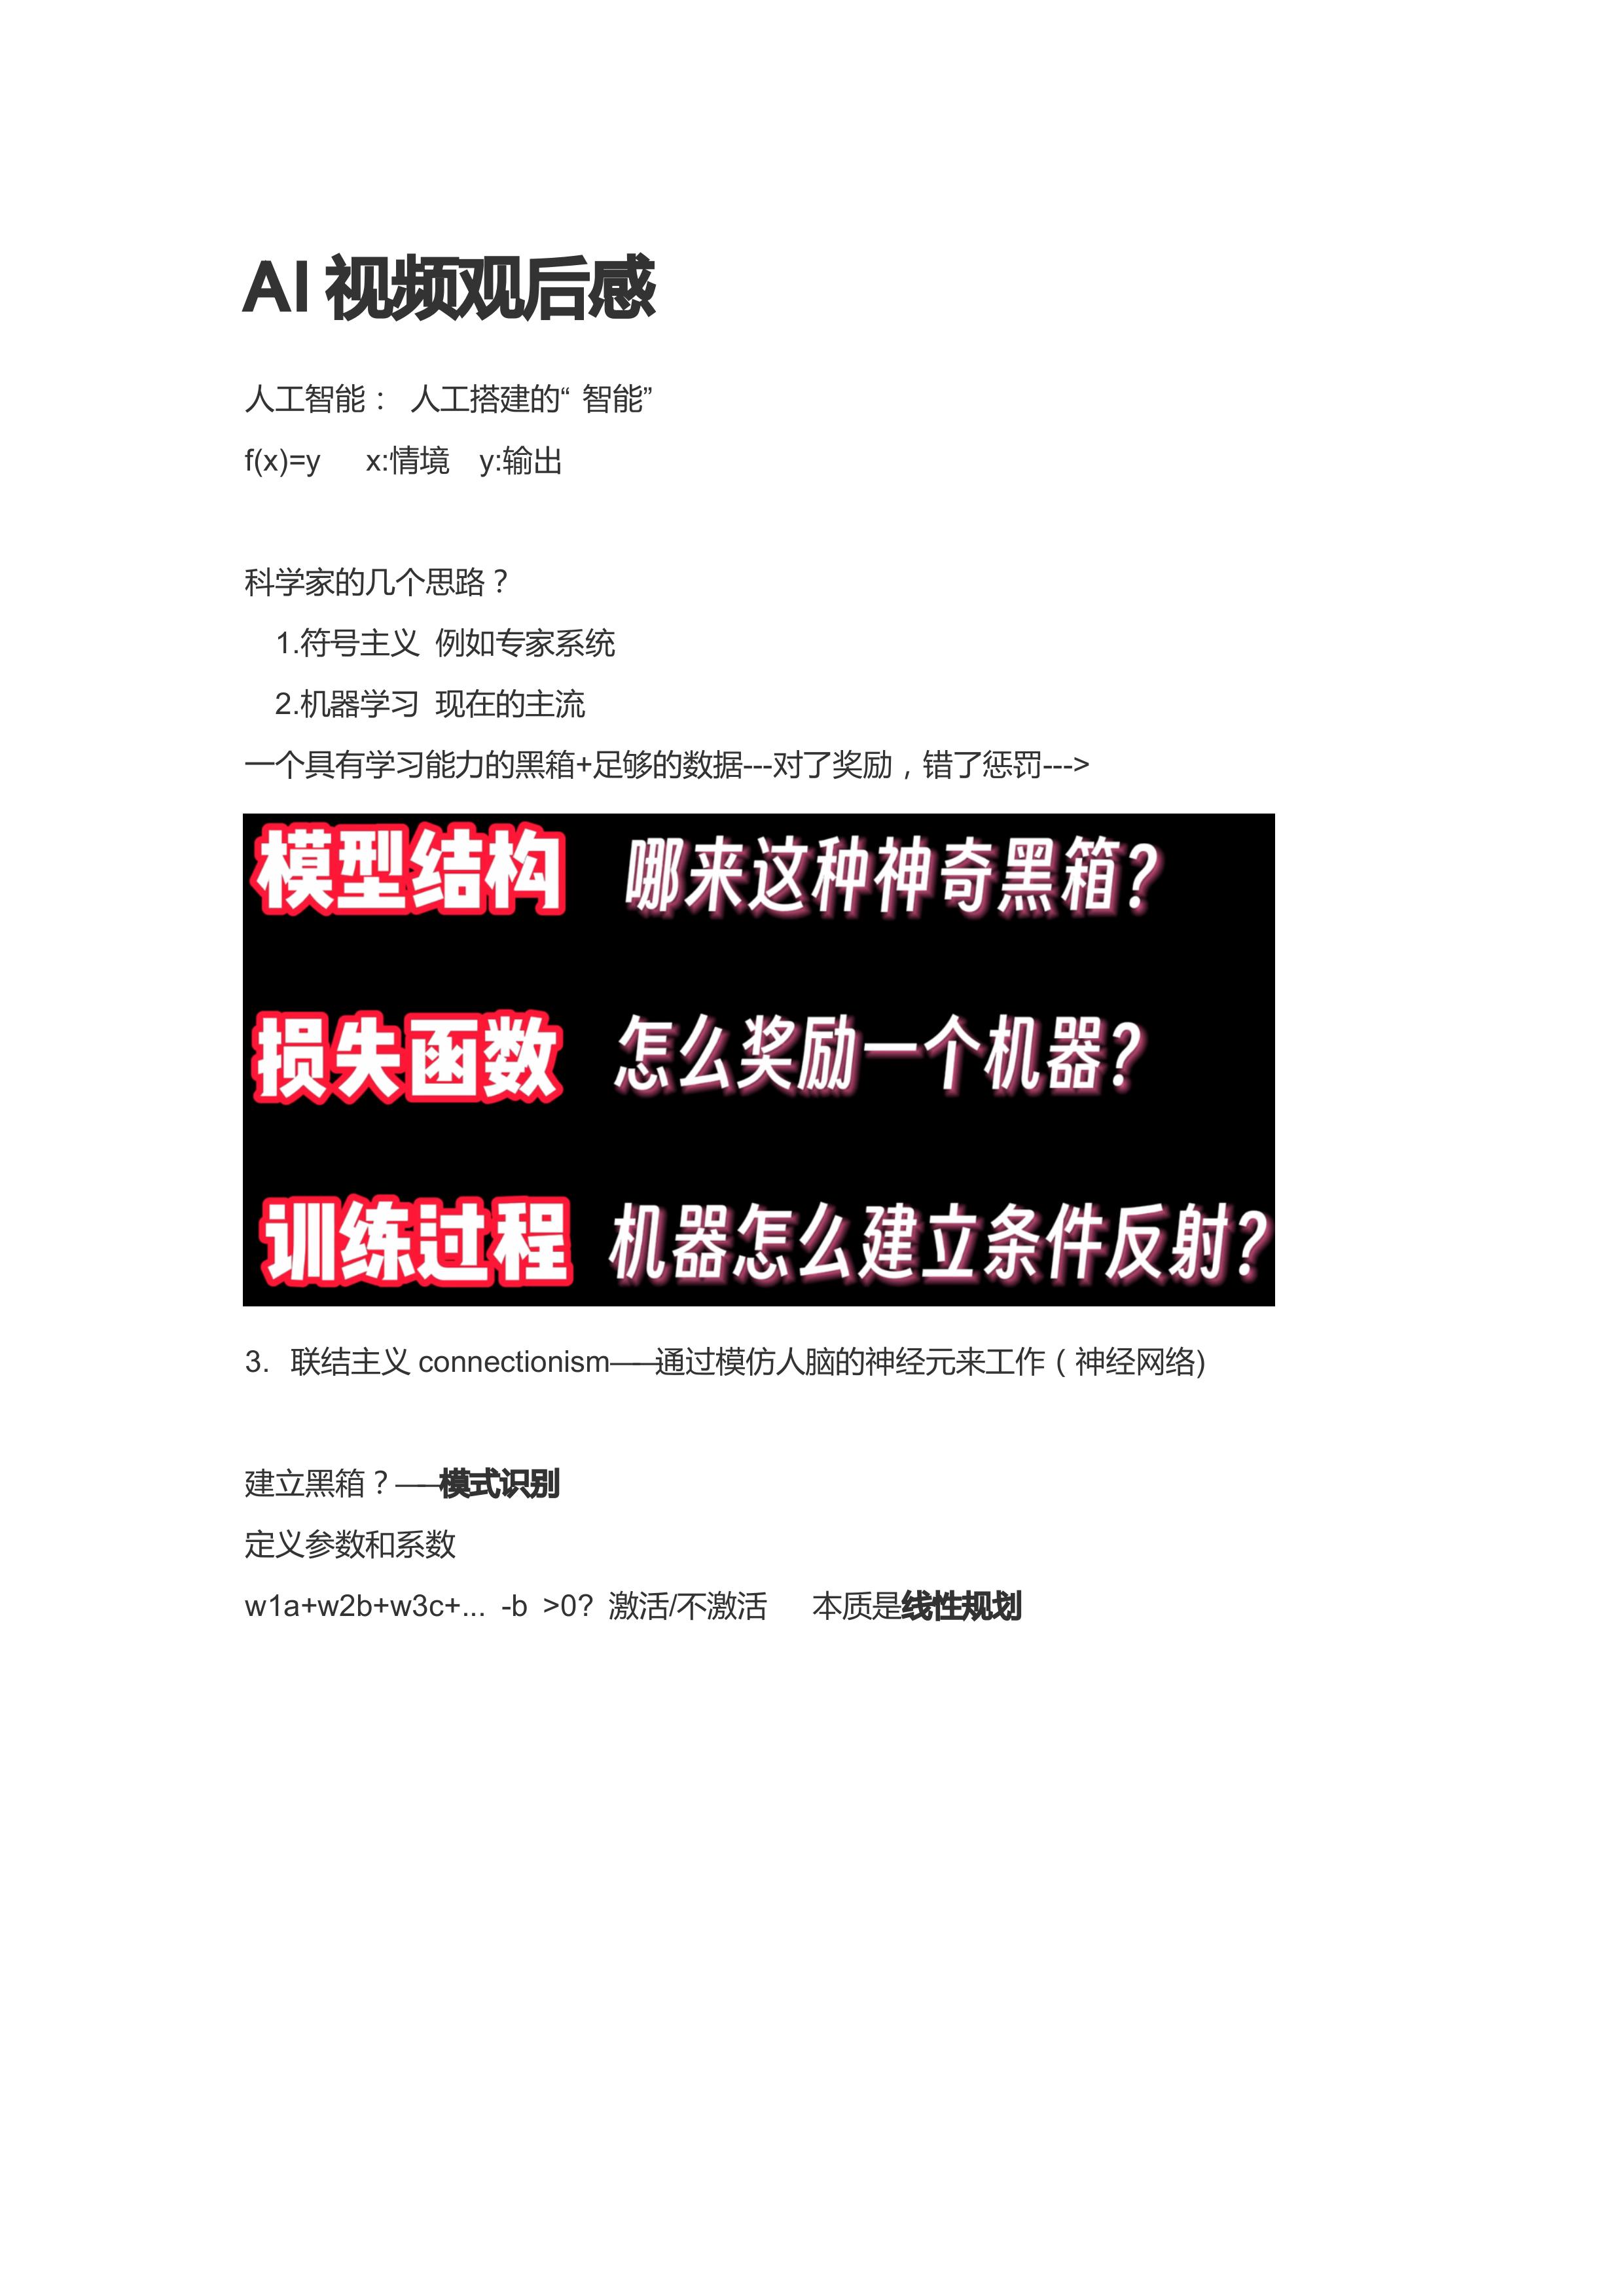 AI 视频观后感
人工智能： 人工搭建的“ 智能”
f(x)=y x:情境 y:输出
科学家的几个思路？
1.符号主义 例如专家系统
2.机器学习 现在的主流
一个具有学习能力的黑箱+足够的数据---对了奖励，错了惩罚--->
模型结构 哪来这种神奇黑箱？
损失函数 怎么奖励一个机器？
训练过程 机器怎么建立条件反射？
3. 联结主义 connectionism——通过模仿人脑的神经元来工作（神经网络)
建立黑箱？——模式识别
定义参数和系数
w1a+w2b+w3c+... -b >0? 激活/不激活 本质是线性规划